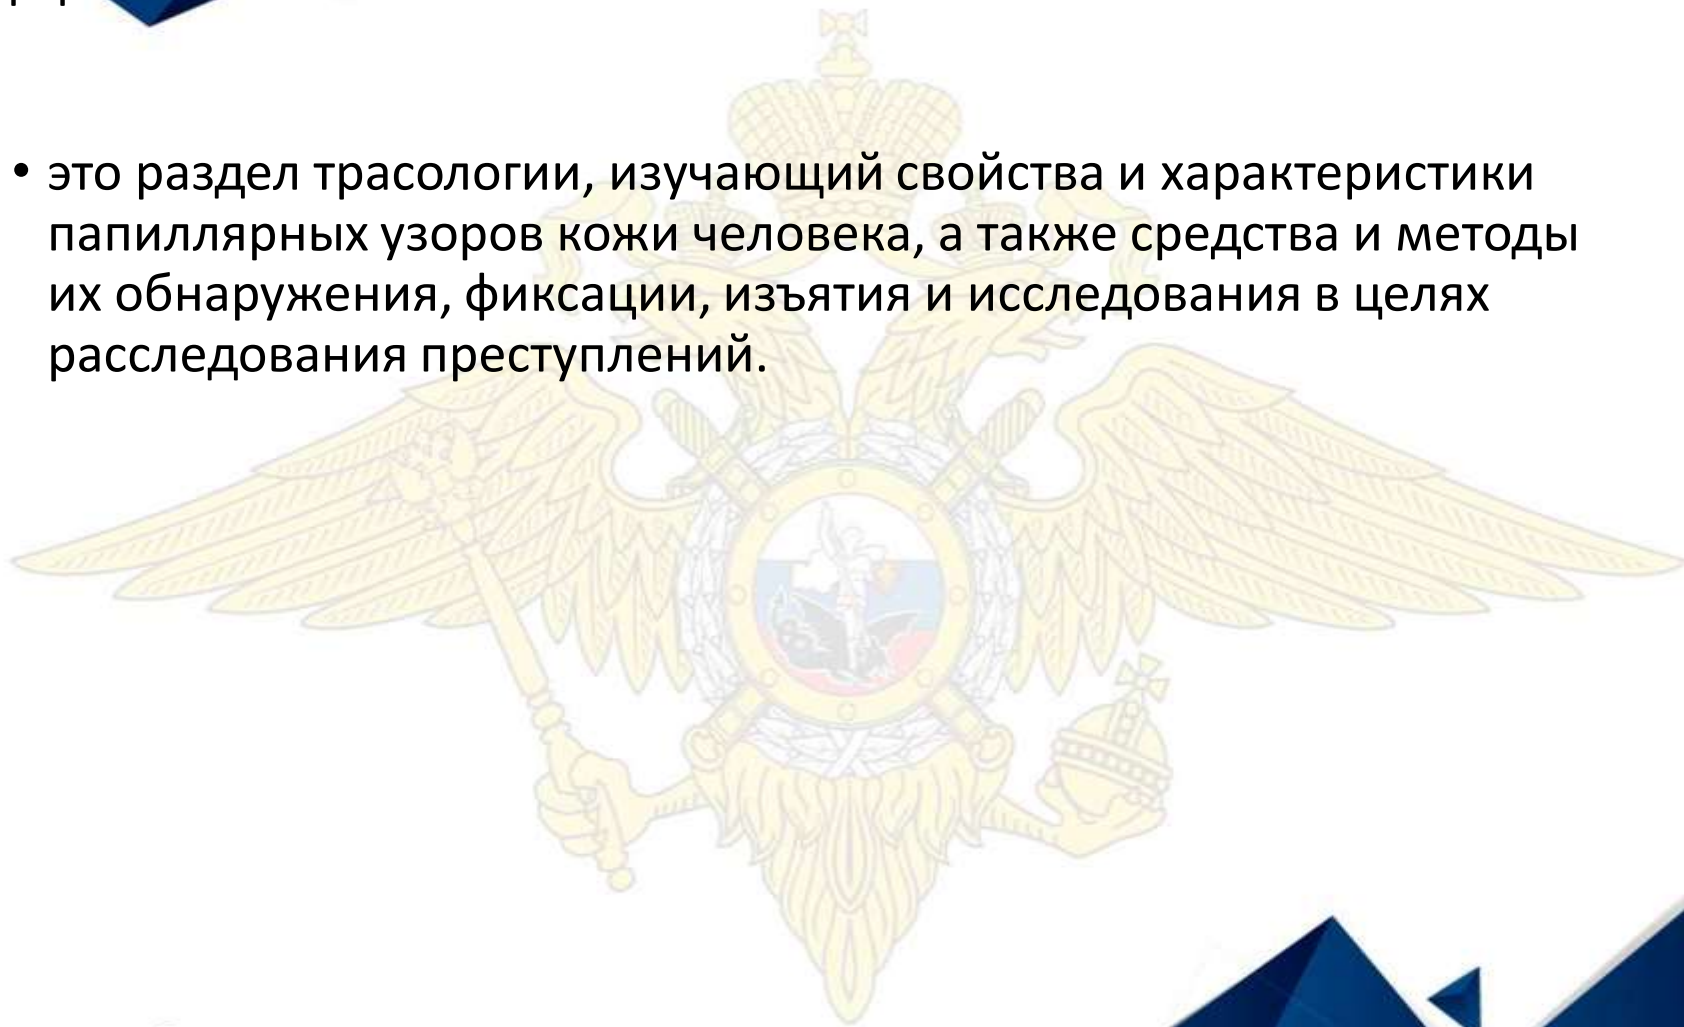 • это раздел трасологии, изучающий свойства и характеристики
папиллярных узоров кожи человека, а также средства и методы
их обнаружения, фиксации, изъятия и исследования в целях
расследования преступлений.